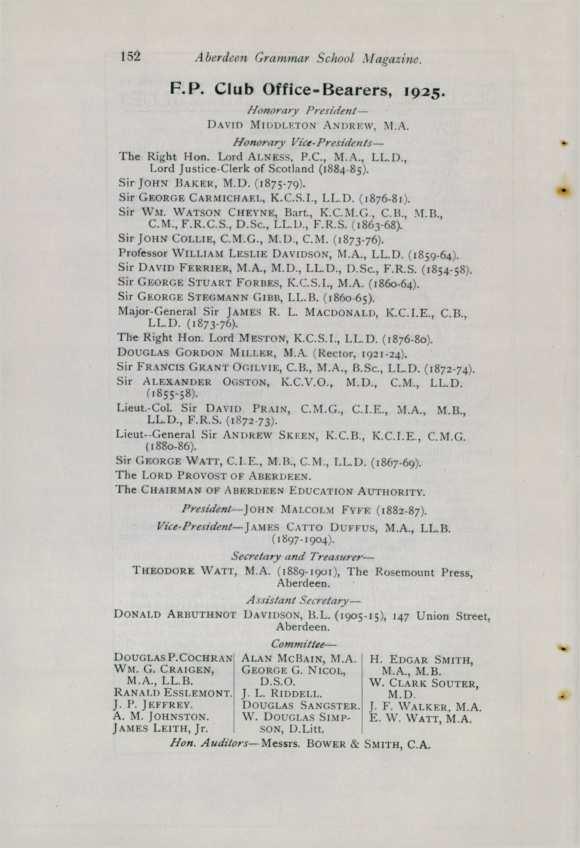 152 Aberdeen Grammar School Magazine.
F.P. Club Office-Bearers, 1925.
Honorary President—
DAVID MIDDLETON ANDREW, M.A.
Honorary Vice-Presidents—
The Right Hon. Lord ALNESS, P.C., M.A., LL.D.,
Lord Justice-Clerk of Scotland (1884-85).
Sir JOHN BAKER, M.D. (1875-79).
Sir GEORGE CARMICHAEL, K.C.S.I., LL.D. (1876-81).
Sir WM. WATSON CHEYNE, Bart., K.C.M.G., C.B., M.B.,
C.M., F.R.C.S., D.Sc., LL.D., F.R.S. (1863-68).
Sir JOHN COLLIE, C.M.G., M.D., C.M. (1873-76).
Professor WILLIAM LESLIE DAVIDSON, M.A., LL.D. (1859-64).
Sir DAVID FERRIER, M.A., M.D., LL.D., D.Sc., F.R.S. (1854-58).
Sir GEORGE STUART FORBES, K.C.S.I., M.A. (1860-64).
Sir GEORGE STEGMANN GIBB, LL.B. (1860-65).
Major-General Sir JAMES R. L. MACDONALD, K.C.I.E., C.B.,
LL.D. (1873-76).
The Right Hon. Lord MESTON, K.C.S.I., LL.D. (1876-80).
DOUGLAS GORDON MILLER, M.A. (Rector, 1921-24).
Sir FRANCIS GRANT OGILVIE, C.B., M.A., B.Sc., LL.D. (1872-74).
Sir ALEXANDER OGSTON, K.C.V.O., M.D., C.M., LL.D.
(1855-58).
Lieut.-Col. Sir DAVID PRAIN, C.M.G., C.I.E., M.A., M.B.,
LL.D., F.R.S. (1872-73).
Lieut.-General Sir ANDREW SKEEN, K.C.B., K.C.I.E., C.M.G.
(1880-86).
Sir GEORGE WATT, C.I.E., M.B., C.M., LL.D. (1867-69).
The LORD PROVOST OF ABERDEEN.
The CHAIRMAN OF ABERDEEN EDUCATION AUTHORITY.
President—JOHN MALCOLM FYFE (1882-87).
Vice-President—JAMES CATTO DUFFUS, M.A., LL.B.
(1897-1904).
Secretary and Treasurer—
THEODORE WATT, M.A. (1889-1901), The Rosemount Press,
Aberdeen.
Assistant Secretary—
DONALD ARBUTHNOT DAVIDSON, B.L. (1905-15), 147 Union Street,
Aberdeen.
Committee—
DOUGLAS P. COCHRAN
WM. G. CRAIGEN,
M.A., LL.B.
RANALD ESSLEMONT.
J. P. JEFFREY.
A. M. JOHNSTON.
JAMES LEITH, Jr.
ALAN MCBAIN, M.A.
GEORGE G. NICOL,
D.S.O.
J. L. RIDDELL.
DOUGLAS SANGSTER.
W. DOUGLAS SIMP-
SON, D.Litt.
H. EDGAR SMITH,
M.A., M.B.
W. CLARK SOUTER,
M.D.
J. F. WALKER, M.A.
E. W. WATT, M.A.
Hon. Auditors—Messrs. BOWER & SMITH, C.A.